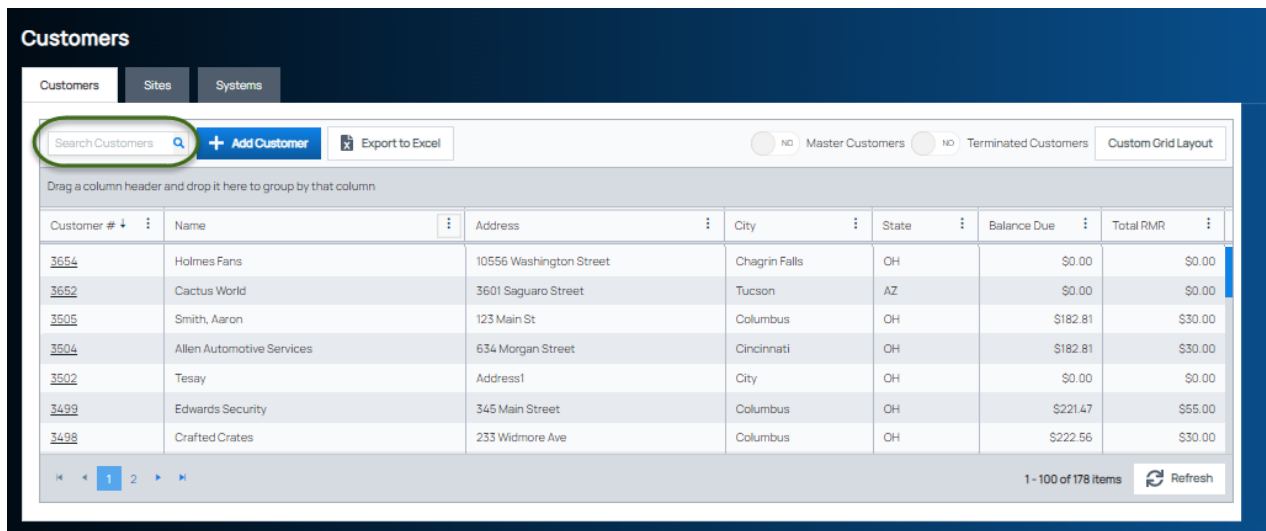 Customers
Customers Sites Systems
Search Customers Add Customer Export to Excel NO Master Customers NO Terminated Customers Custom Grid Layout
Drag a column header and drop it here to group by that column
Customer # ↓ Name Address City State Balance Due Total RMR
3654 Holmes Fans 10556 Washington Street Chagrin Falls OH $0.00 $0.00
3652 Cactus World 3601 Saguaro Street Tucson AZ $0.00 $0.00
3505 Smith, Aaron 123 Main St Columbus OH $182.81 $30.00
3504 Allen Automotive Services 634 Morgan Street Cincinnati OH $182.81 $30.00
3502 Tesay Address1 City OH $0.00 $0.00
3499 Edwards Security 345 Main Street Columbus OH $221.47 $55.00
3498 Crafted Crates 233 Widmore Ave Columbus OH $222.56 $30.00
1 2 1 - 100 of 178 items Refresh